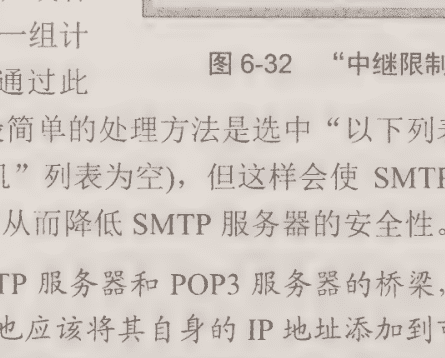 一组计
通过此
图 6-32 “中继限制
简单的处理方法是选中“以下列表
机”列表为空)，但这样会使 SMTP
从而降低 SMTP 服务器的安全性。
TP 服务器和 POP3 服务器的桥梁，
也应该将其自身的 IP 地址添加到